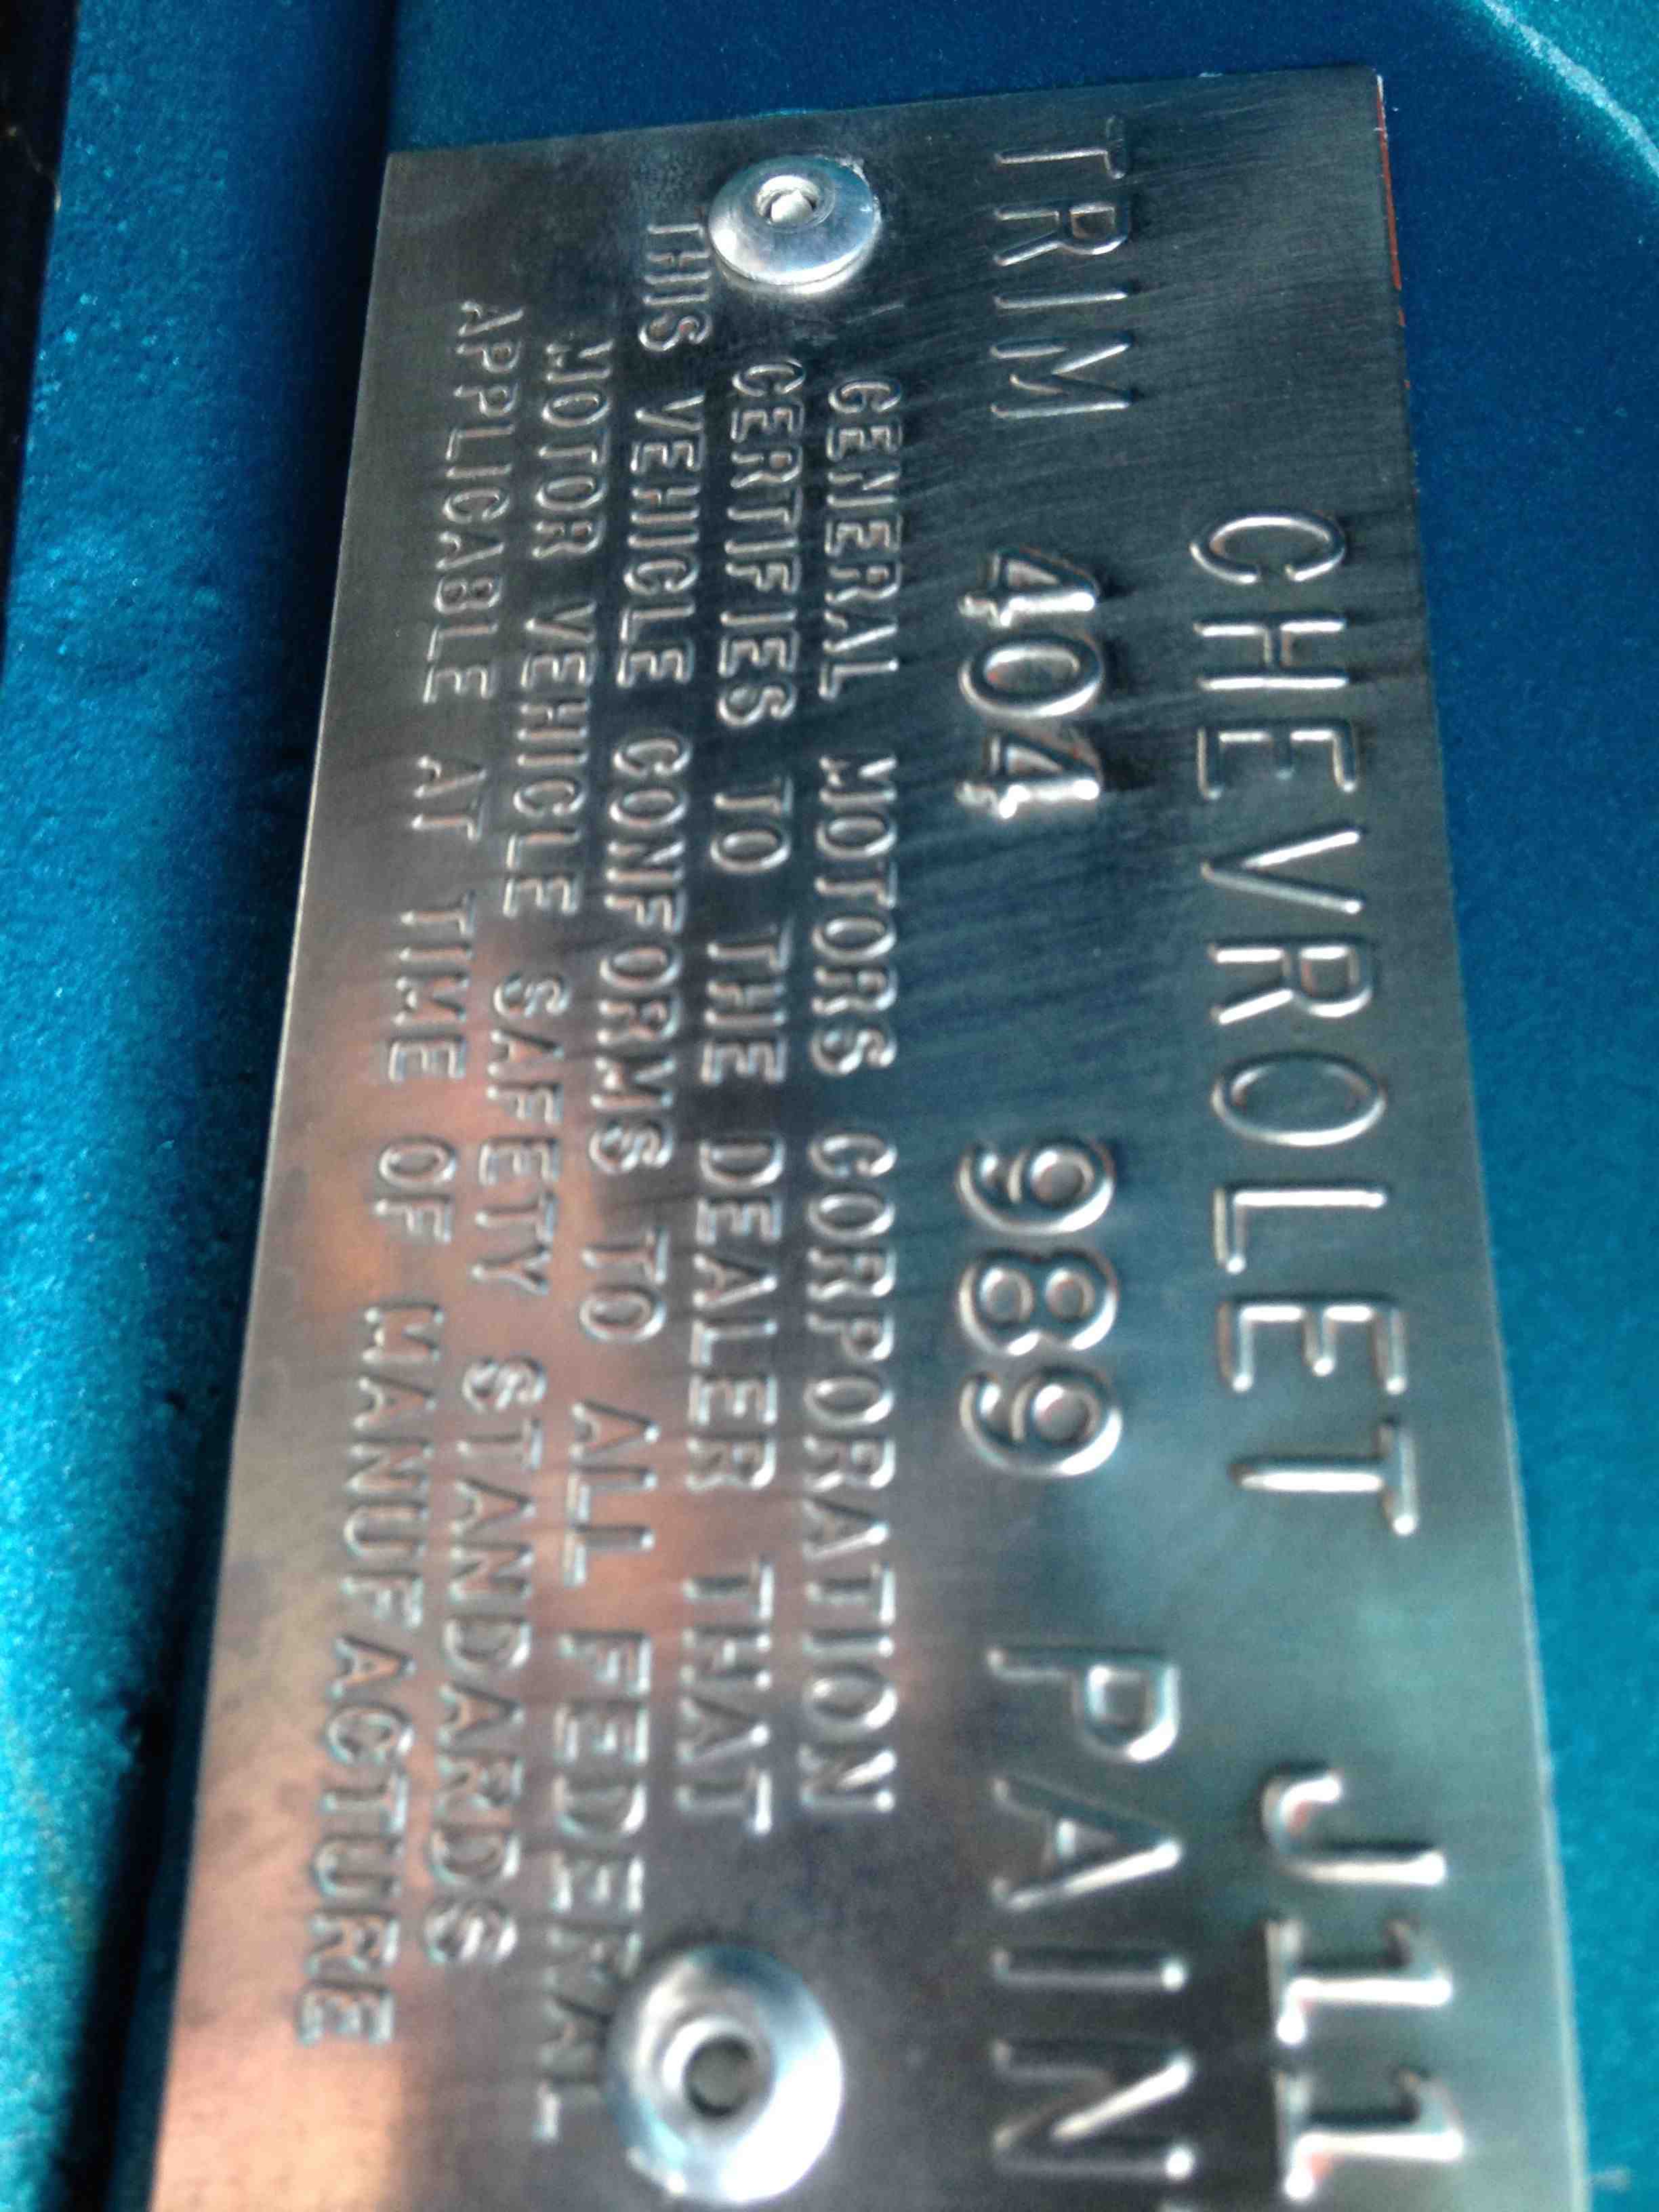 CHEVROLET J11
TRIM 404 989 PAIN
GENERAL MOTORS CORPORATION
CERTIFIES TO THE DEALER THAT
THIS VEHICLE CONFORMS TO ALL FEDERAL
MOTOR VEHICLE SAFETY STANDARDS
APPLICABLE AT TIME OF MANUFACTURE